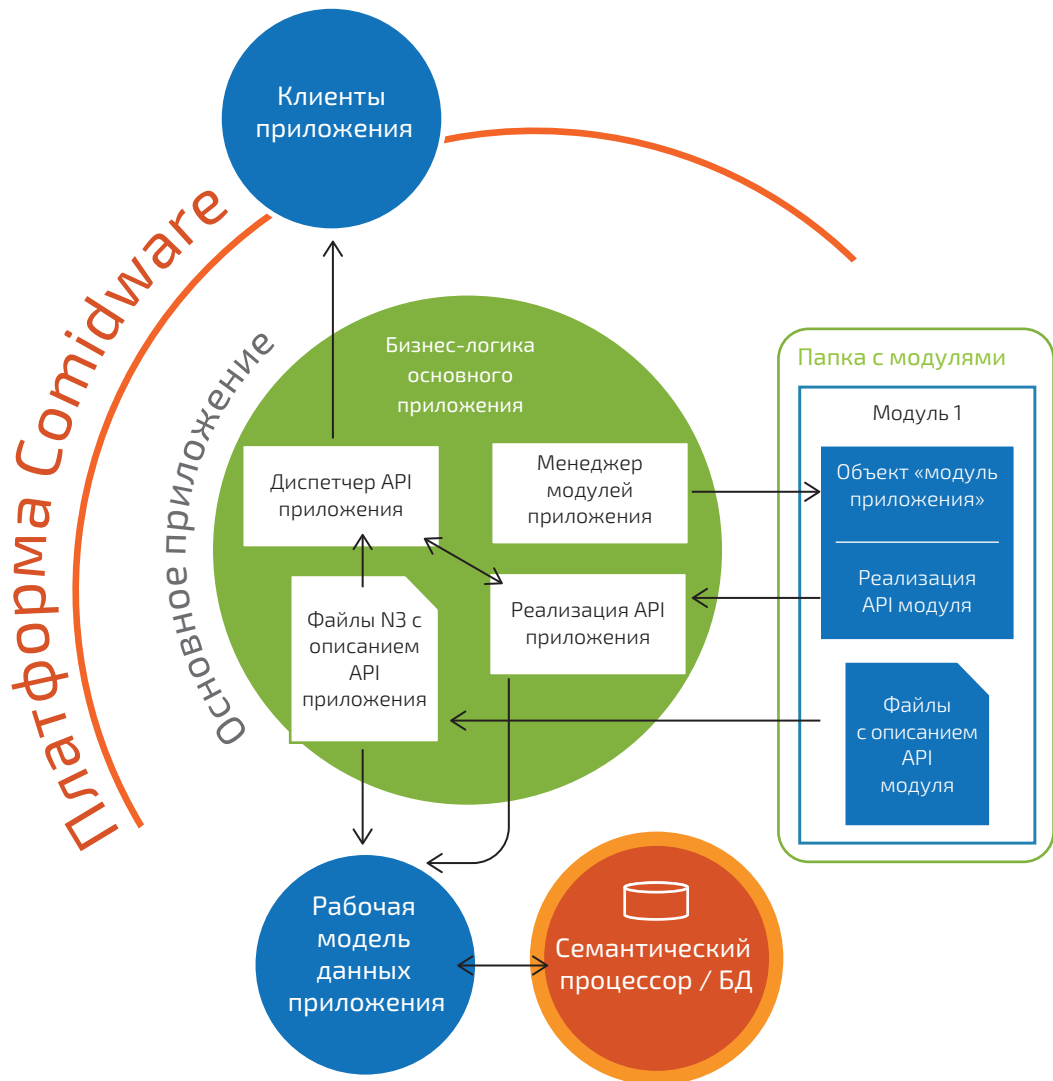 Клиенты
приложения
Платформа Comidware
Основное приложение
Бизнес-логика
основного
приложения
Диспетчер API
приложения
Менеджер
модулей
приложения
Файлы N3 с
описанием
API
приложения
Реализация API
приложения
Папка с модулями
Модуль 1
Объект «модуль
приложения»
Реализация
API модуля
Файлы
с описанием
API
модуля
Рабочая
модель
данных
приложения
Семантический
процессор / БД